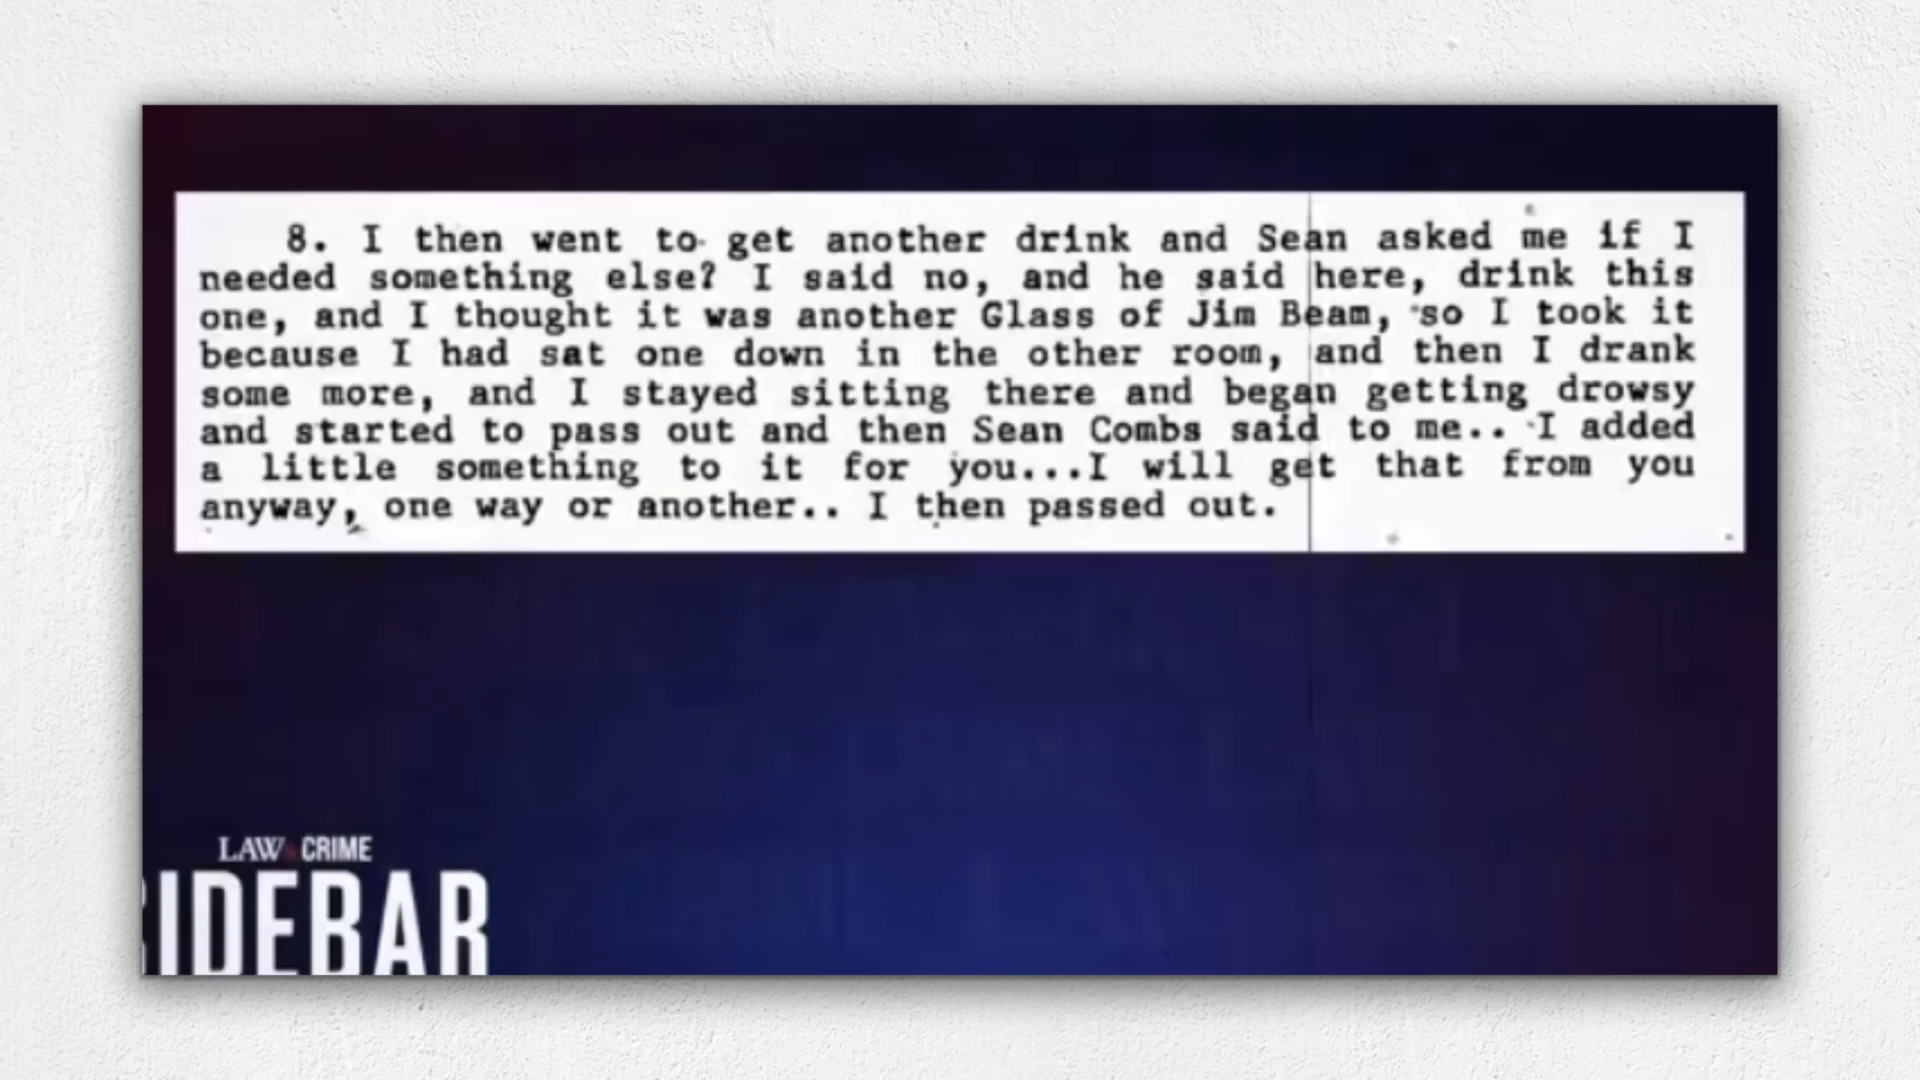 8. I then went to get another drink and Sean asked me if I
needed something else? I said no, and he said here, drink this
one, and I thought it was another Glass of Jim Beam, so I took it
because I had sat one down in the other room, and then I drank
some more, and I stayed sitting there and began getting drowsy
and started to pass out and then Sean Combs said to me.. I added
a little something to it for you...I will get that from you
anyway, one way or another.. I then passed out.
LAW & CRIME
SIDEBAR